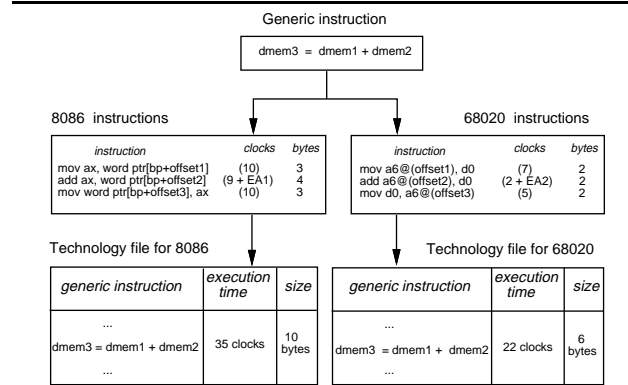 Generic instruction
dmem3 = dmem1 + dmem2
8086 instructions
instruction clocks bytes
mov ax, word ptr[bp+offset1] (10) 3
add ax, word ptr[bp+offset2] (9 + EA1) 4
mov word ptr[bp+offset3], ax (10) 3
68020 instructions
instruction clocks bytes
mov a6@(offset1), d0 (7) 2
add a6@(offset2), d0 (2 + EA2) 2
mov d0, a6@(offset3) (5) 2
Technology file for 8086
generic instruction execution time size
...
dmem3 = dmem1 + dmem2 35 clocks 10 bytes
...
Technology file for 68020
generic instruction execution time size
...
dmem3 = dmem1 + dmem2 22 clocks 6 bytes
...